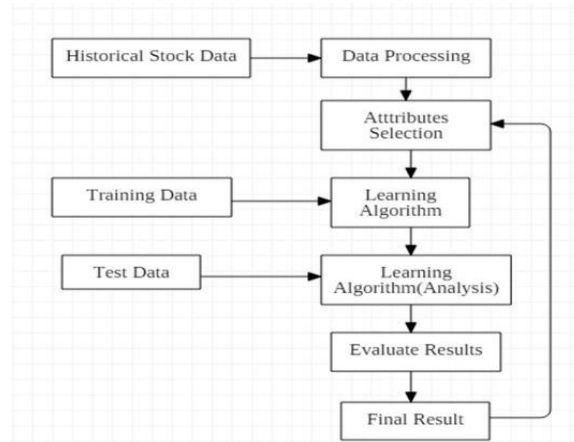 Historical Stock Data
Data Processing
Atttributes
Selection
Training Data
Learning
Algorithm
Test Data
Learning
Algorithm(Analysis)
Evaluate Results
Final Result